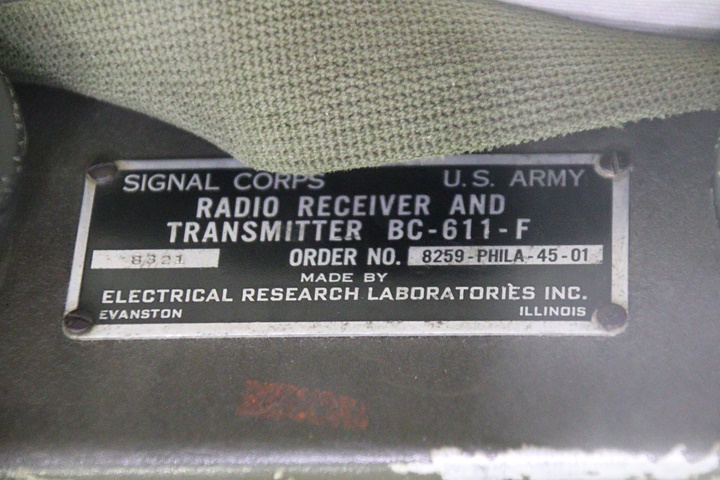 SIGNAL CORPS U.S. ARMY
RADIO RECEIVER AND
TRANSMITTER BC-611-F
8321 ORDER NO. 8259-PHILA-45-01
MADE BY
ELECTRICAL RESEARCH LABORATORIES INC.
EVANSTON ILLINOIS